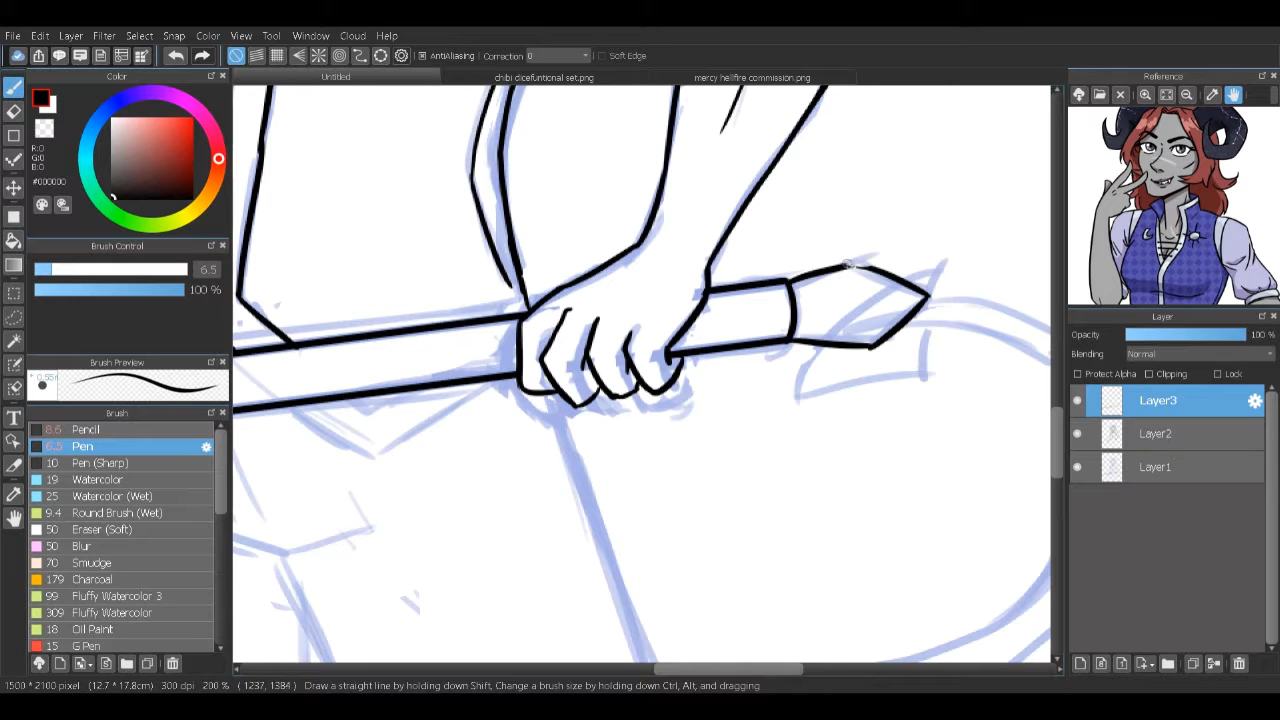 File Edit Layer Filter Select Snap Color View Tool Window Cloud Help
AntiAliasing Correction 0 Soft Edge
Color
Untitled
chibi dicefuntional set.png
mercy hellfire commission.png
Reference
R:0
G:0
B:0
#000000
Brush Control
6.5
100 %
Brush Preview
Brush
8.6 Pencil
6.5 Pen
10 Pen (Sharp)
19 Watercolor
25 Watercolor (Wet)
9.4 Round Brush (Wet)
50 Eraser (Soft)
50 Blur
70 Smudge
179 Charcoal
99 Fluffy Watercolor 3
309 Fluffy Watercolor
18 Oil Paint
15 G Pen
Layer
Opacity 100 %
Blending Normal
Protect Alpha Clipping Lock
Layer3
Layer2
Layer1
1500 * 2100 pixel (12.7 * 17.8cm) 300 dpi 200 % ( 1237, 1384 ) Draw a straight line by holding down Shift, Change a brush size by holding down Ctrl, Alt, and dragging